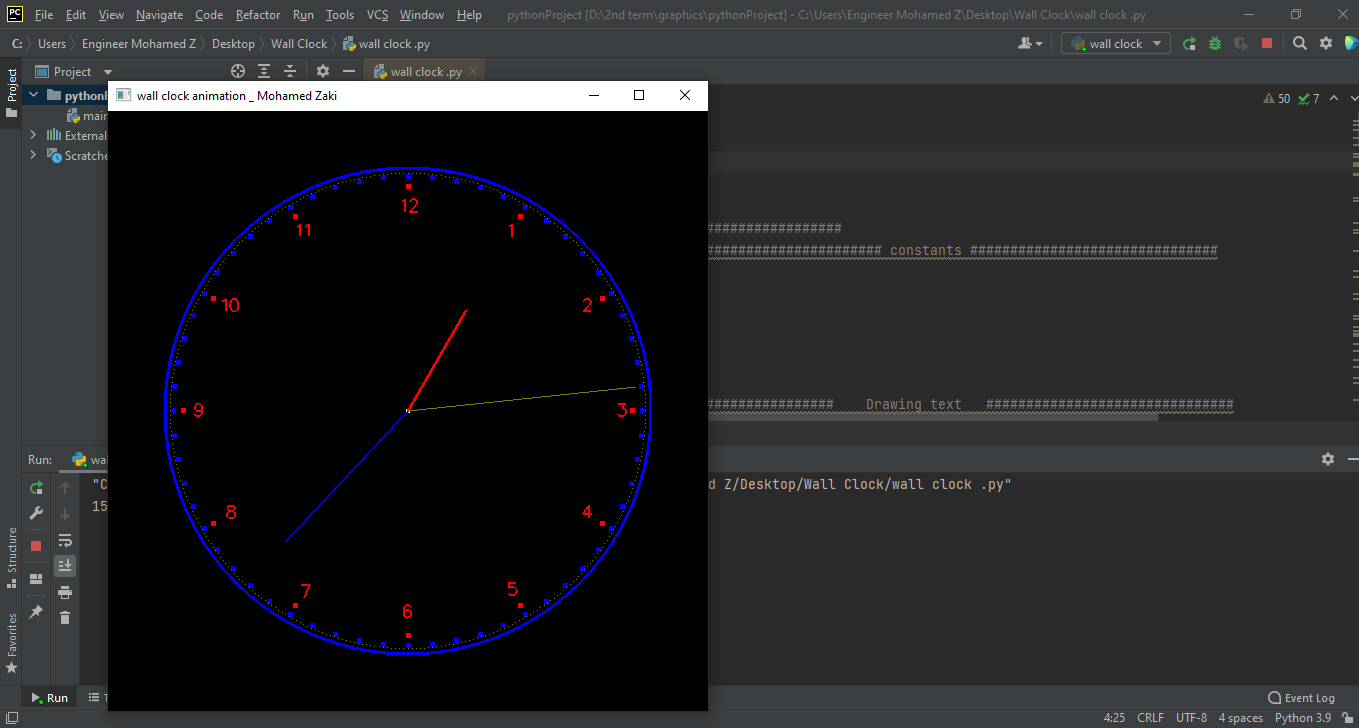 PC File Edit View Navigate Code Refactor Run Tools VCS Window Help pythonProject [D:\2nd term\graphics\pythonProject] - C:\Users\Engineer Mohamed Z\Desktop\Wall Clock\wall clock .py
C: Users Engineer Mohamed Z Desktop Wall Clock wall clock .py wall clock
Project Project wall clock .py
wall clock animation _ Mohamed Zaki
50 7
External
12
11 1
10 2
9 3
8 4
7 5
6
################# 
###################### constants ###############################
################ Drawing text ###############################
Run:
"C
d Z/Desktop/Wall Clock/wall clock .py"
15
Structure
Favorites
Run
Event Log
4:25 CRLF UTF-8 4 spaces Python 3.9